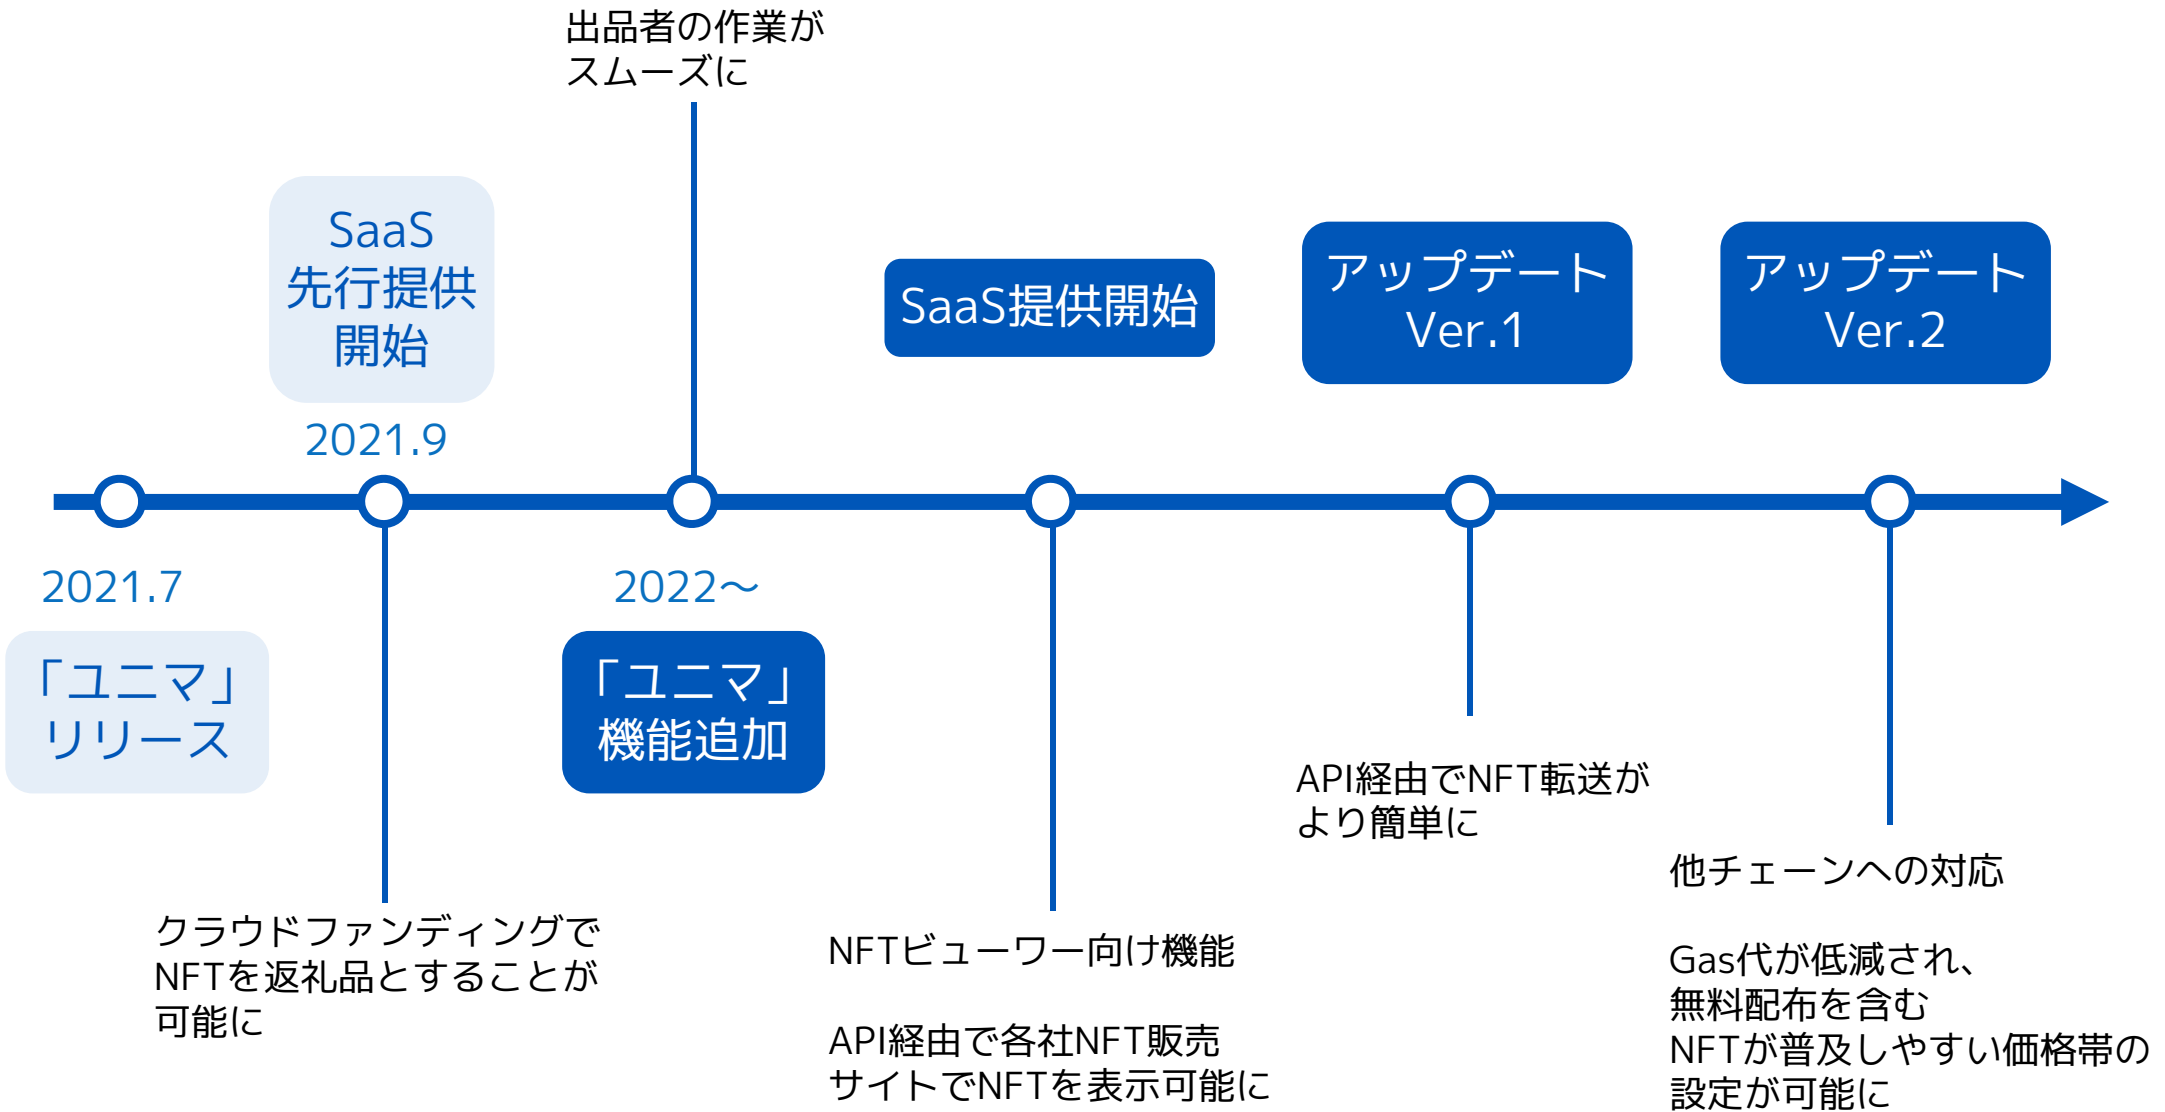 出品者の作業が
スムーズに
SaaS
先行提供
開始
2021.9
SaaS提供開始
アップデート
Ver.1
アップデート
Ver.2
2021.7
「ユニマ」
リリース
2022～
「ユニマ」
機能追加
クラウドファンディングで
NFTを返礼品とすることが
可能に
NFTビューワー向け機能
API経由で各社NFT販売
サイトでNFTを表示可能に
API経由でNFT転送が
より簡単に
他チェーンへの対応
Gas代が低減され、
無料配布を含む
NFTが普及しやすい価格帯の
設定が可能に